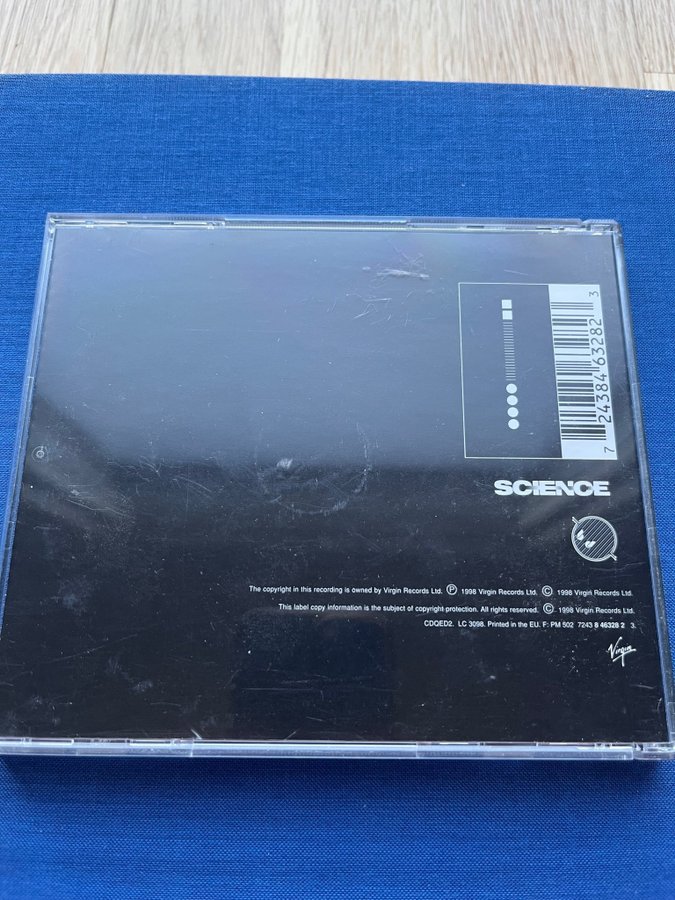 7 24384 63282 3
SCIENCE
The copyright in this recording is owned by Virgin Records Ltd. Ⓟ 1998 Virgin Records Ltd. Ⓒ 1998 Virgin Records Ltd.
This label copy information is the subject of copyright protection. All rights reserved. Ⓒ 1998 Virgin Records Ltd.
CDQED2. LC 3098. Printed in the EU. F: PM 502 7243 8 46328 2 3.
Virgin